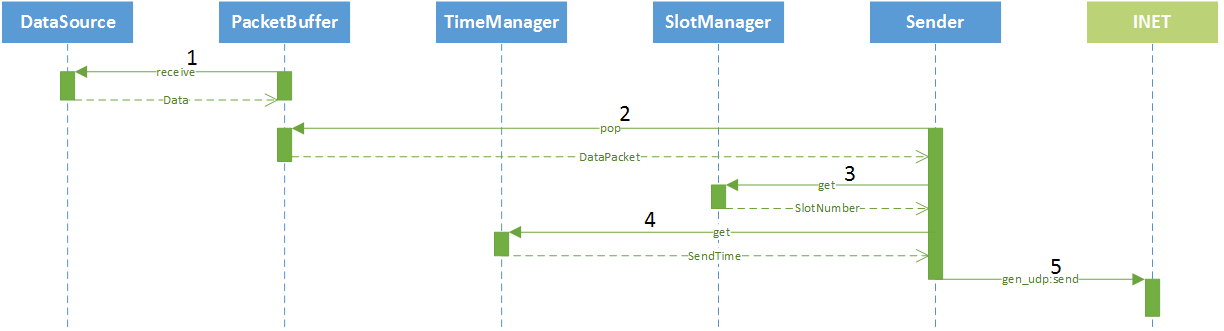 DataSource
PacketBuffer
TimeManager
SlotManager
Sender
INET
1
receive
Data
2
pop
DataPacket
3
get
SlotNumber
4
get
SendTime
5
gen_udp:send